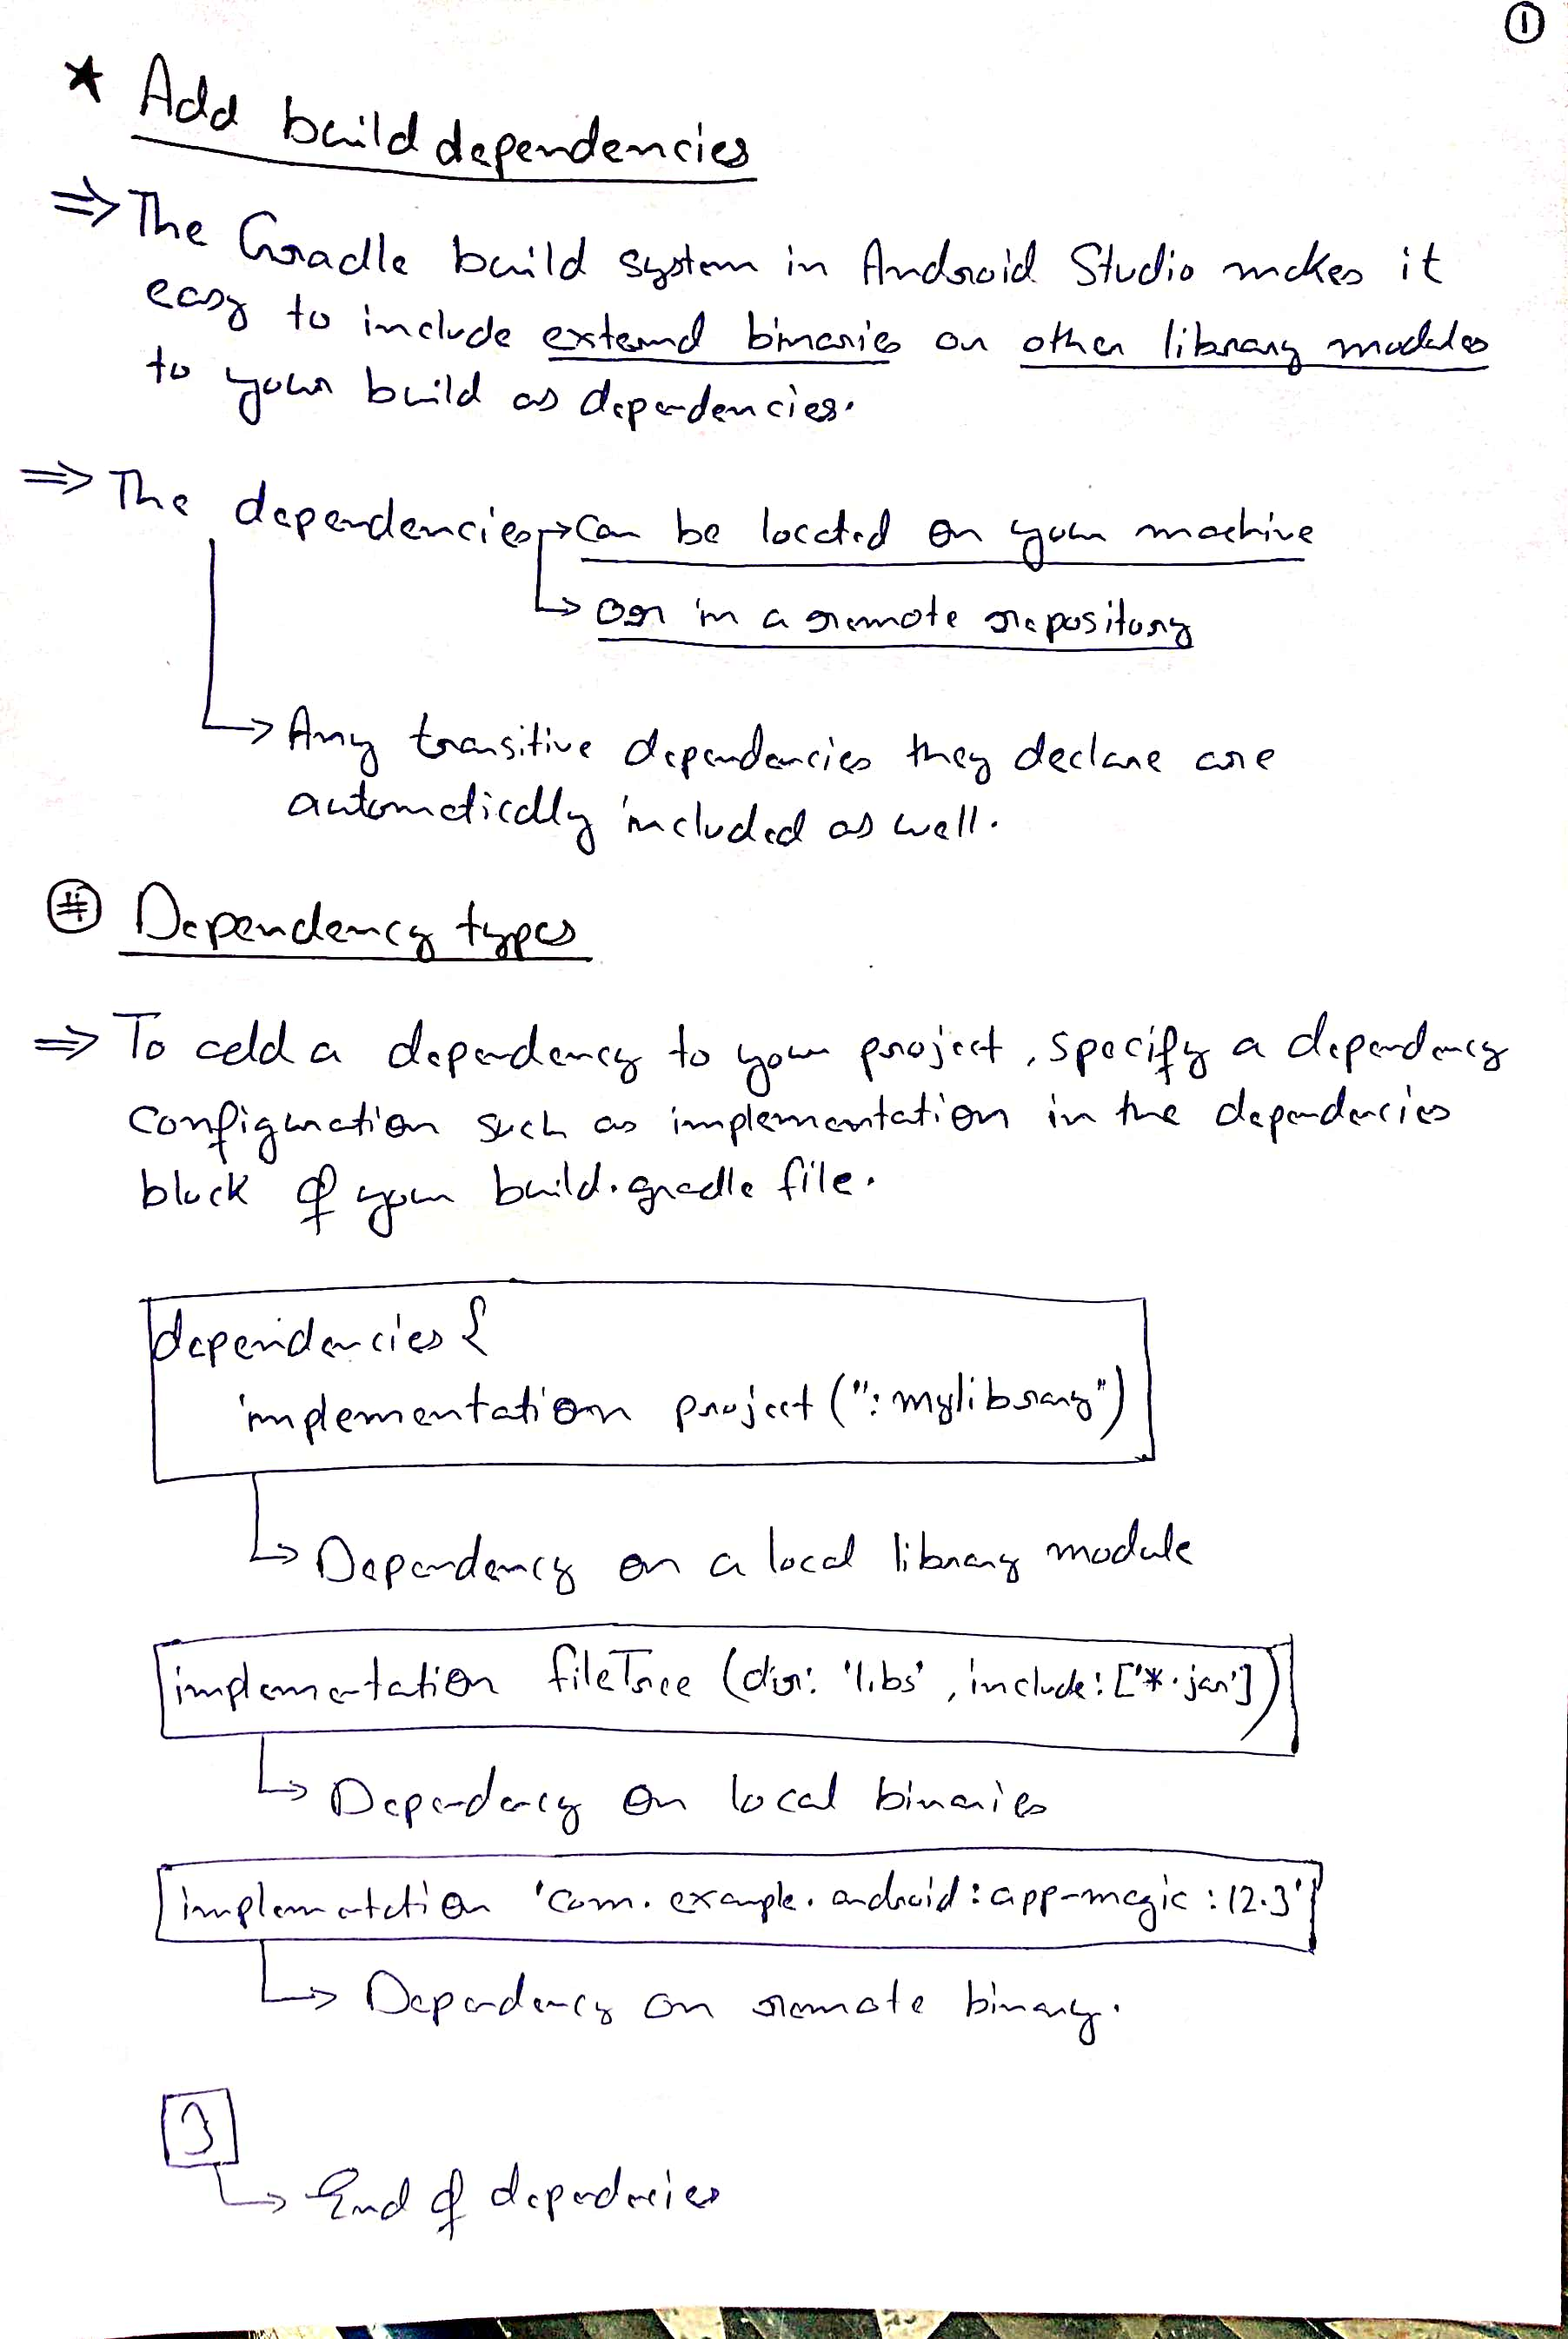 ①
* Add build dependencies
⇒ The Gradle build system in Android Studio makes it
easy to include external binaries or other library modules
to your build as dependencies.
⇒ The dependencies → can be located on your machine
↳ or in a remote repository
↳ Any transitive dependencies they declare are
automatically included as well.
# Dependency types
⇒ To add a dependency to your project, specify a dependency
configuration such as implementation in the dependencies
block of your build.gradle file.
dependencies {
implementation project (":mylibrary")
↳ Dependency on a local library module
implementation fileTree (dir: 'libs', include: ['*.jar'])
↳ Dependency on local binaries
implementation 'com.example.android:app-magic:12.3'
↳ Dependency on remote binary.
}
↳ End of dependencies